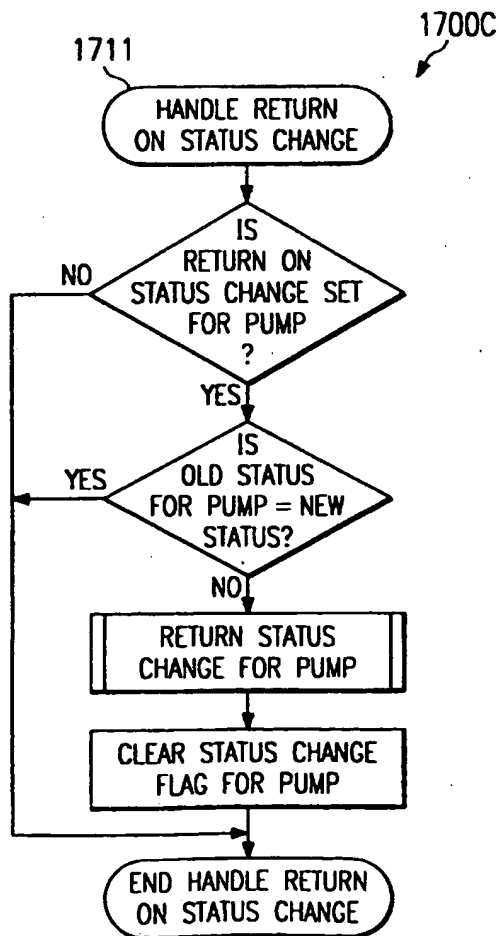 1700C
1711
HANDLE RETURN
ON STATUS CHANGE
IS
RETURN ON
STATUS CHANGE SET
FOR PUMP
?
NO
YES
IS
OLD STATUS
FOR PUMP = NEW
STATUS?
YES
NO
RETURN STATUS
CHANGE FOR PUMP
CLEAR STATUS CHANGE
FLAG FOR PUMP
END HANDLE RETURN
ON STATUS CHANGE